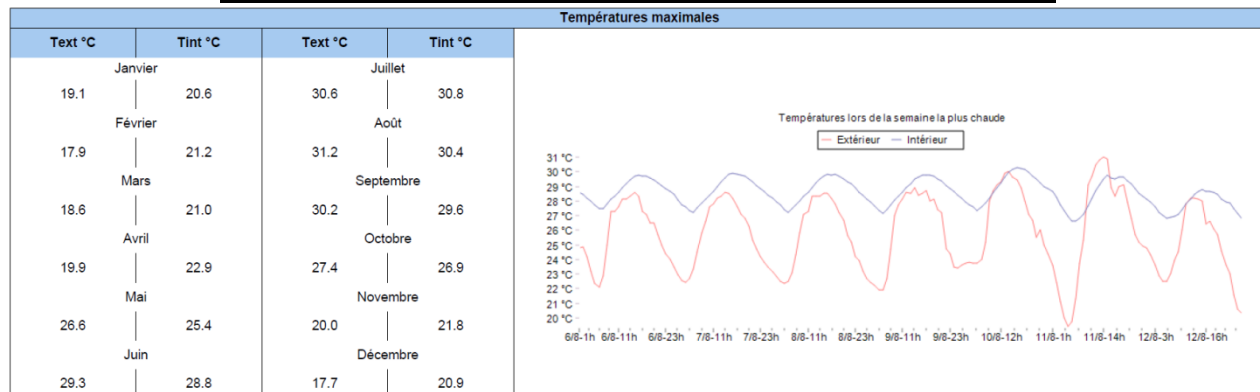 Températures maximales
Text °C Tint °C Text °C Tint °C
Janvier Juillet
19.1 20.6 30.6 30.8
Février Août
17.9 21.2 31.2 30.4
Mars Septembre
18.6 21.0 30.2 29.6
Avril Octobre
19.9 22.9 27.4 26.9
Mai Novembre
26.6 25.4 20.0 21.8
Juin Décembre
29.3 28.8 17.7 20.9
Températures lors de la semaine la plus chaude
Extérieur Intérieur
31 °C
30 °C
29 °C
28 °C
27 °C
26 °C
25 °C
24 °C
23 °C
22 °C
21 °C
20 °C
6/8-1h 6/8-11h 6/8-23h 7/8-11h 7/8-23h 8/8-11h 8/8-23h 9/8-11h 9/8-23h 10/8-12h 11/8-1h 11/8-14h 12/8-3h 12/8-16h